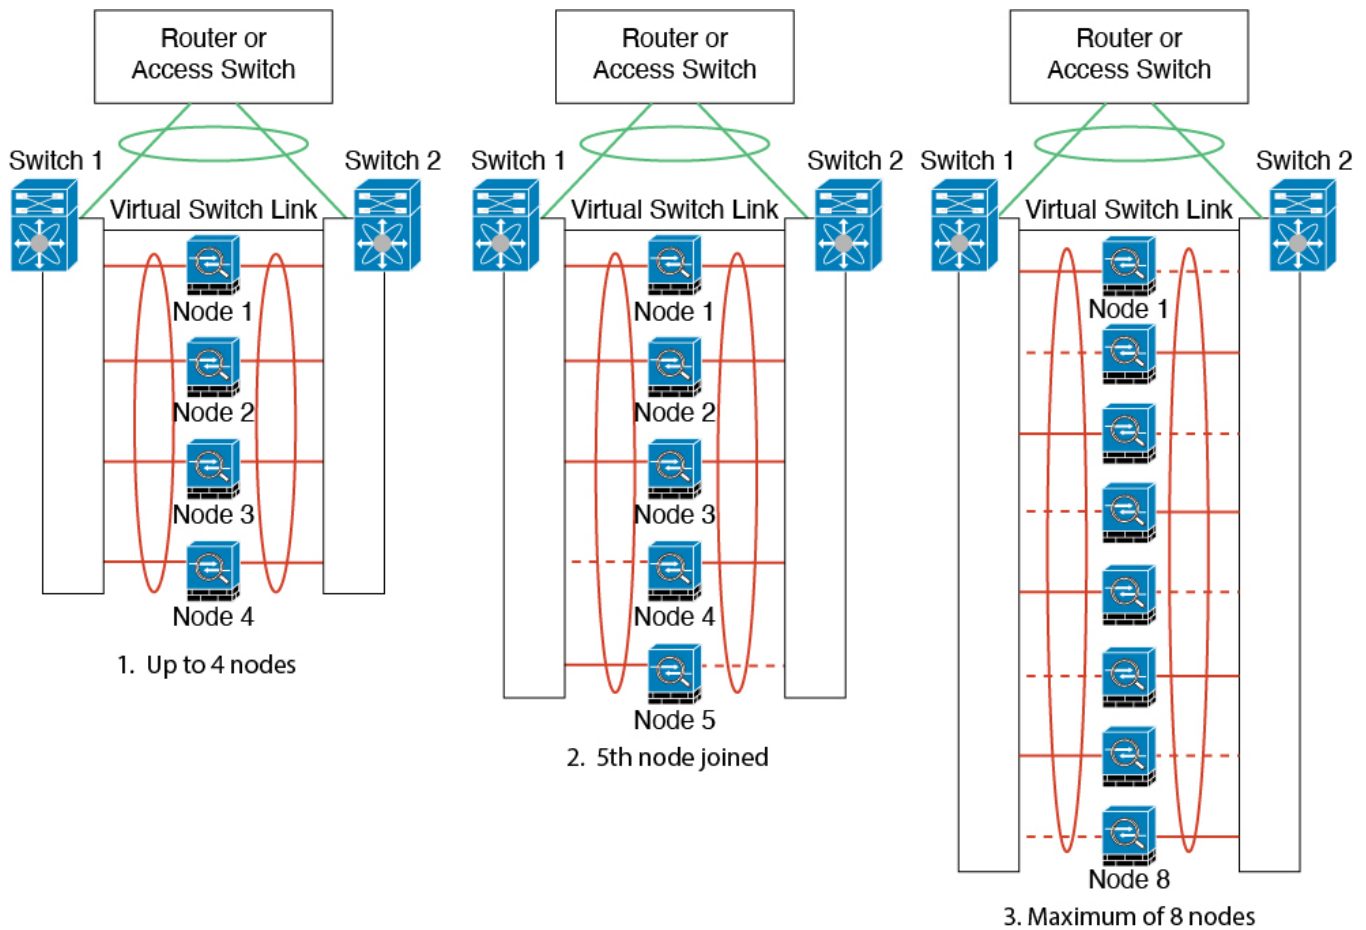 Router or
Access Switch
Switch 1
Switch 2
Virtual Switch Link
Node 1
Node 2
Node 3
Node 4
1. Up to 4 nodes
Router or
Access Switch
Switch 1
Switch 2
Virtual Switch Link
Node 1
Node 2
Node 3
Node 4
Node 5
2. 5th node joined
Router or
Access Switch
Switch 1
Switch 2
Virtual Switch Link
Node 1
Node 8
3. Maximum of 8 nodes